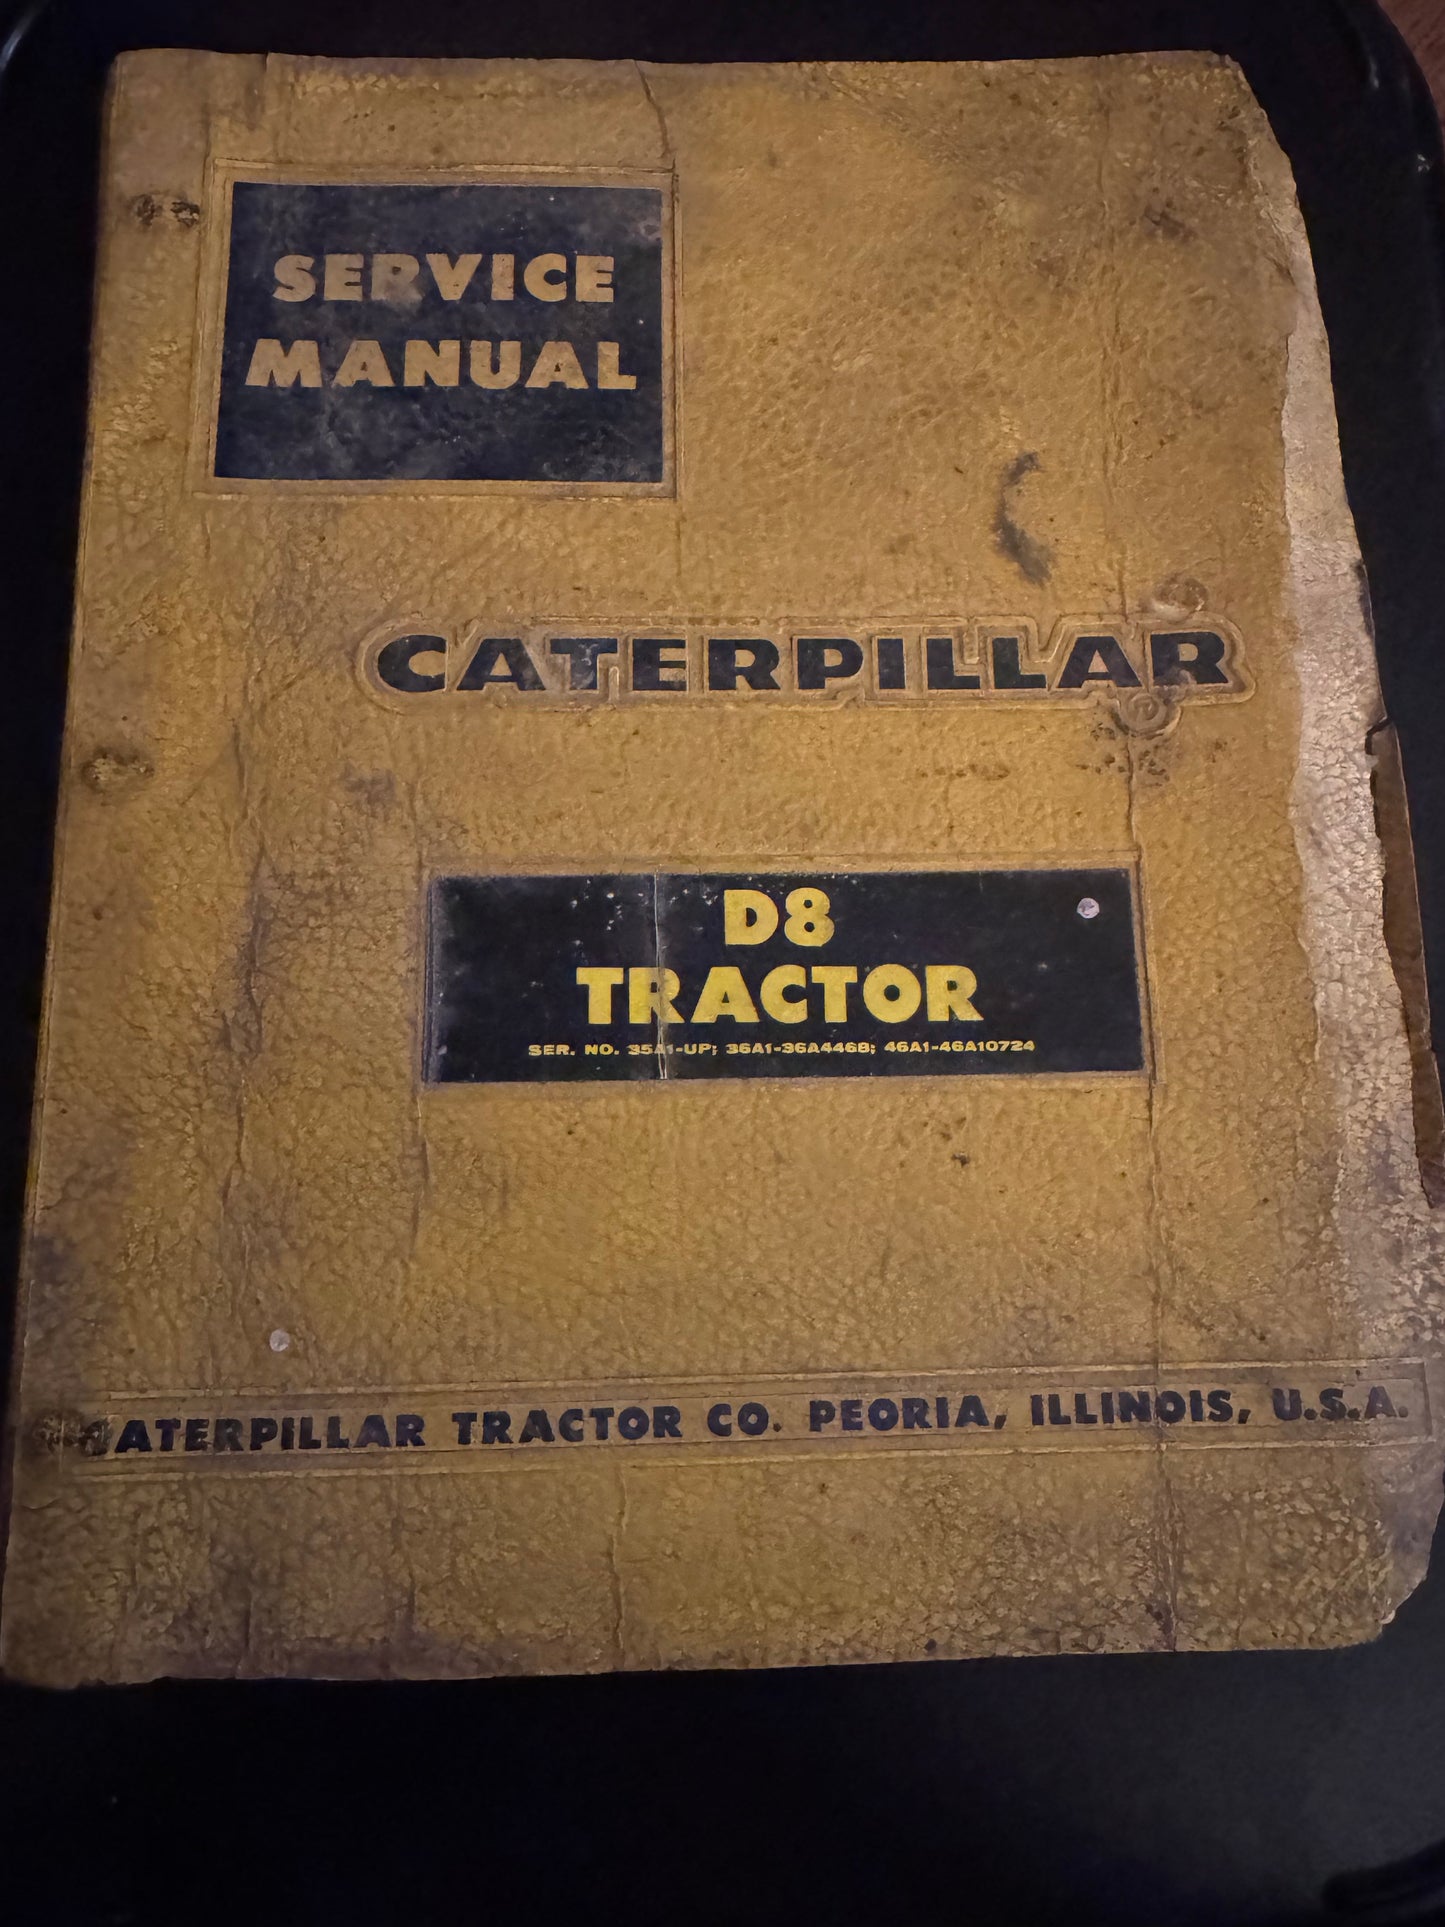 SERVICE
MANUAL
CATERPILLAR
®
D8
TRACTOR
SER. NO. 35A1-UP; 36A1-36A4468; 46A1-46A10724
CATERPILLAR TRACTOR CO. PEORIA, ILLINOIS, U.S.A.